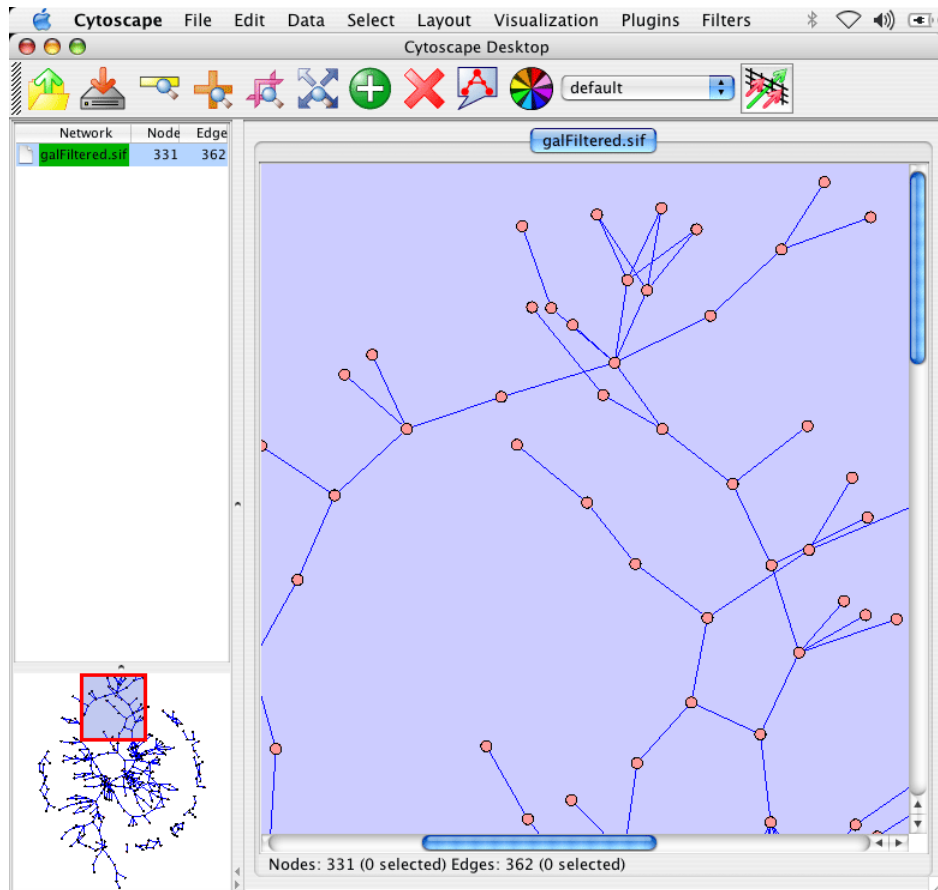 Cytoscape File Edit Data Select Layout Visualization Plugins Filters
Cytoscape Desktop
default
Network Node Edge
galFiltered.sif 331 362
galFiltered.sif
Nodes: 331 (0 selected) Edges: 362 (0 selected)